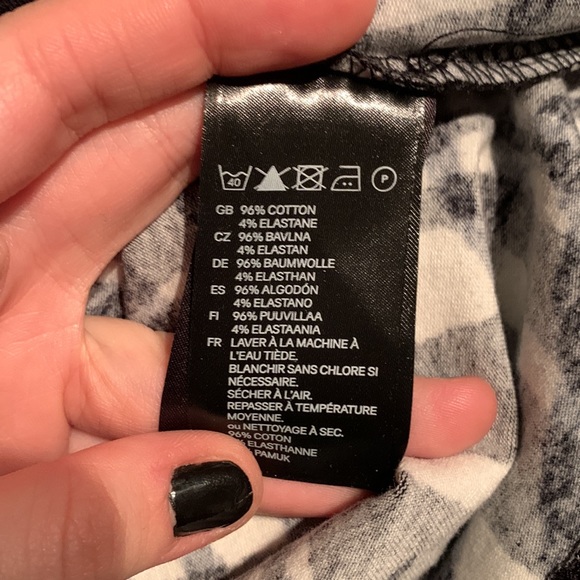 40 P
GB 96% COTTON
4% ELASTANE
CZ 96% BAVLNA
4% ELASTAN
DE 96% BAUMWOLLE
4% ELASTHAN
ES 96% ALGODÓN
4% ELASTANO
FI 96% PUUVILLAA
4% ELASTAANIA
FR LAVER À LA MACHINE À
L'EAU TIÈDE,
BLANCHIR SANS CHLORE SI
NÉCESSAIRE.
SÉCHER À L'AIR.
REPASSER À TEMPÉRATURE
MOYENNE.
ou NETTOYAGE À SEC.
96% COTON
ELASTHANNE
PAMUK